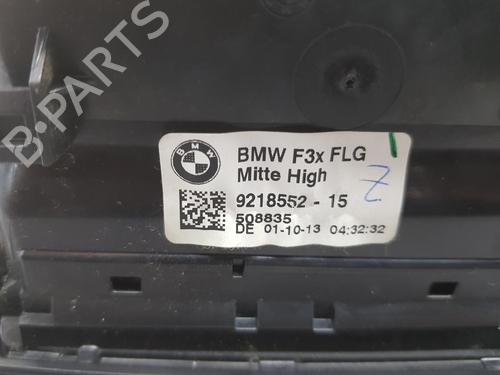 B-PARTS
BMW
BMW F3x FLG
Mitte High
9218552 - 15
508835
DE 01-10-13 04:32:32
Z